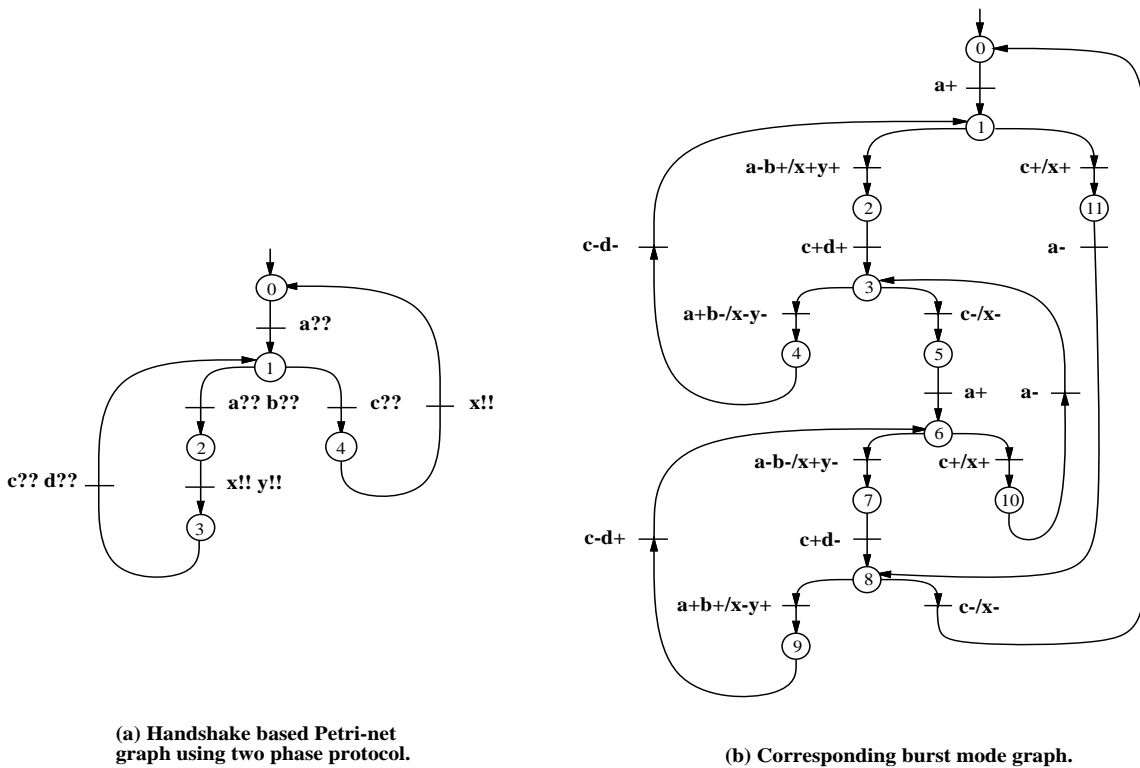 0
a??
1
a?? b??
c??
x!!
2
4
c?? d??
x!! y!!
3
(a) Handshake based Petri-net
graph using two phase protocol.
0
a+
1
a-b+/x+y+
c+/x+
2
11
c-d-
c+d+
a-
3
a+b-/x-y-
c-/x-
4
5
a+
a-
6
a-b-/x+y-
c+/x+
7
10
c-d+
c+d-
8
a+b+/x-y+
c-/x-
9
(b) Corresponding burst mode graph.